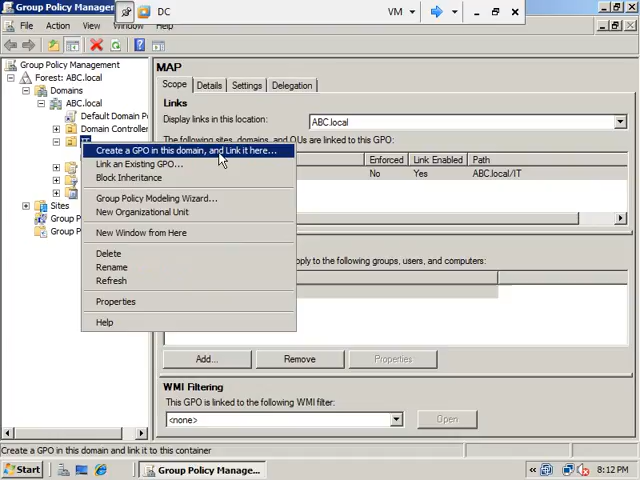 Group Policy Management
DC
VM
File Action View Window Help
Group Policy Management
Forest: ABC.local
Domains
ABC.local
Default Domain P
Domain Controller
IT
Sites
Group P
Group P
Create a GPO in this domain, and Link it here...
Link an Existing GPO...
Block Inheritance
Group Policy Modeling Wizard...
New Organizational Unit
New Window from Here
Delete
Rename
Refresh
Properties
Help
MAP
Scope Details Settings Delegation
Links
Display links in this location: ABC.local
The following sites, domains, and OUs are linked to this GPO:
Enforced Link Enabled Path
No Yes ABC.local/IT
pply to the following groups, users, and computers:
Add... Remove Properties
WMI Filtering
This GPO is linked to the following WMI filter:
<none> Open
Create a GPO in this domain and link it to this container
Start Group Policy Manage... 8:12 PM